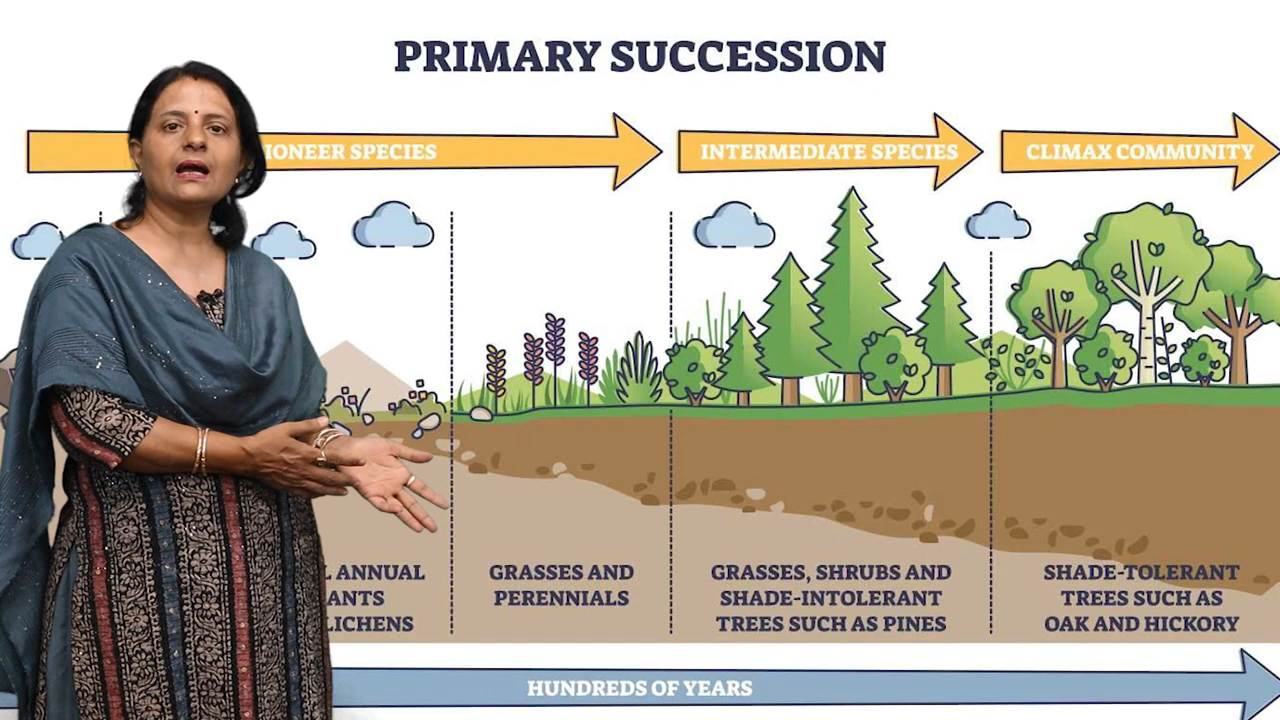 PRIMARY SUCCESSION
IONEER SPECIES
INTERMEDIATE SPECIES
CLIMAX COMMUNITY
L ANNUAL
ANTS
LICHENS
GRASSES AND
PERENNIALS
GRASSES, SHRUBS AND
SHADE-INTOLERANT
TREES SUCH AS PINES
SHADE-TOLERANT
TREES SUCH AS
OAK AND HICKORY
HUNDREDS OF YEARS